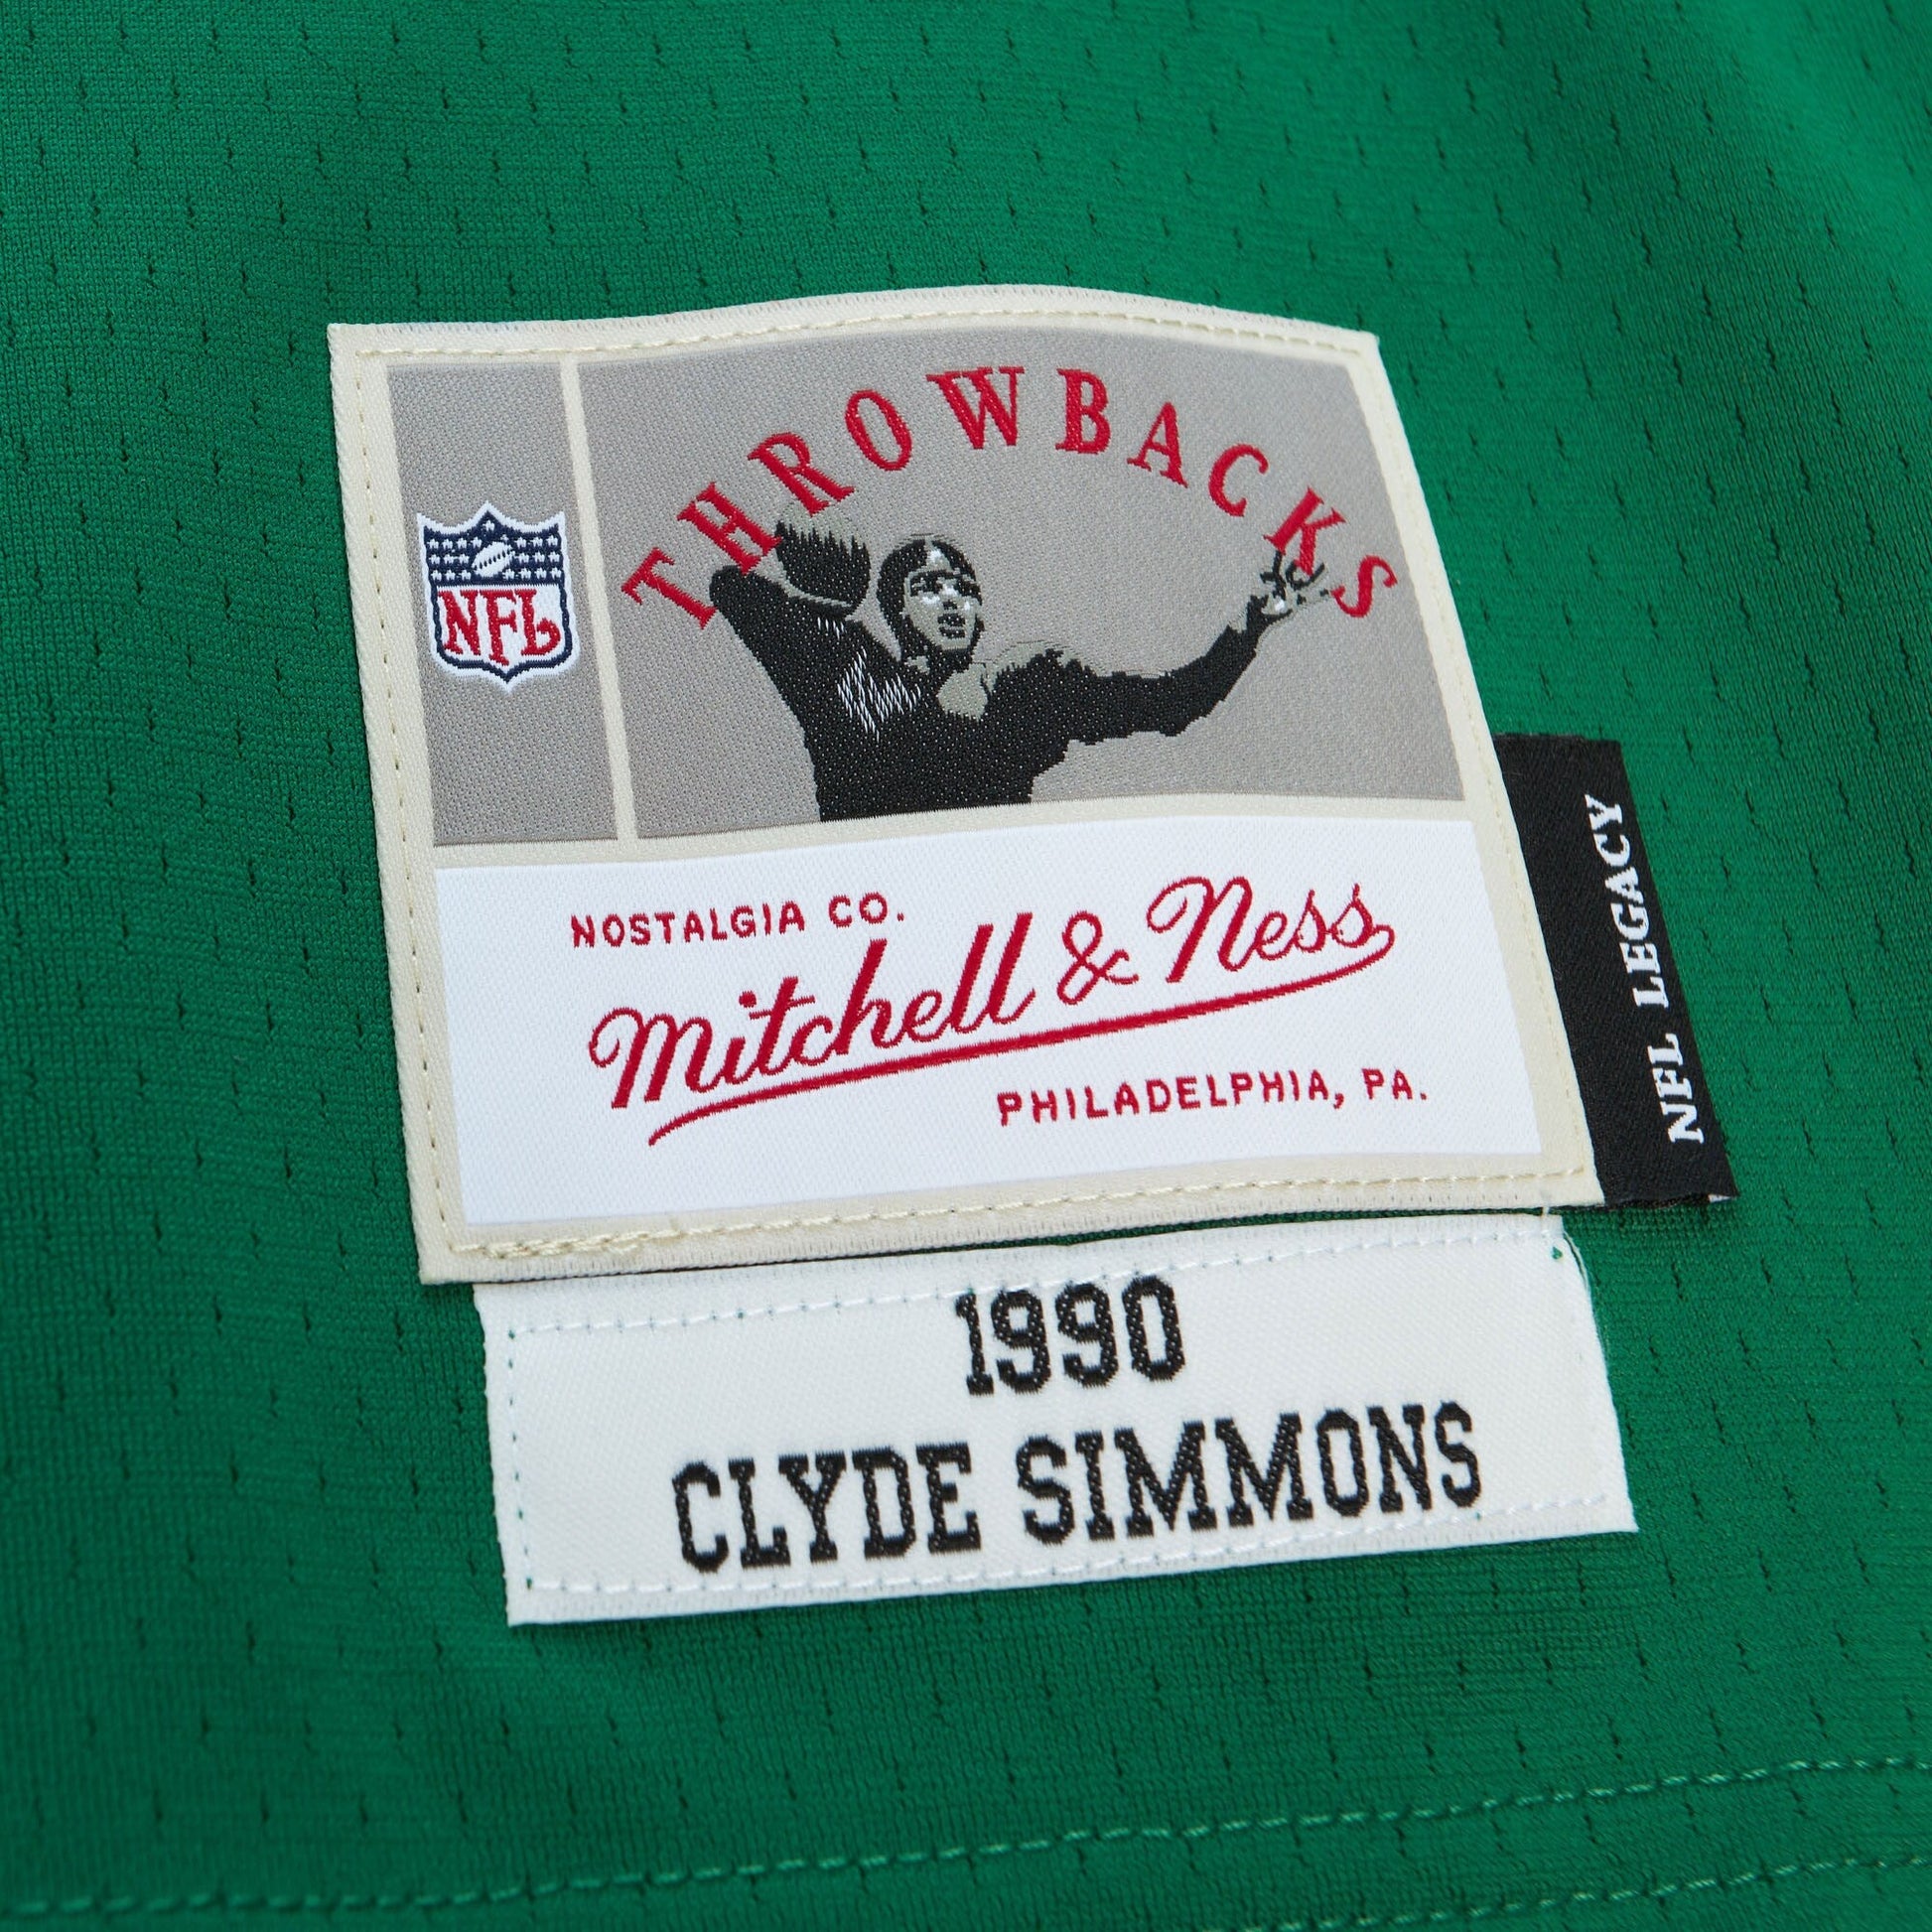 THROWBACKS
NFL
NOSTALGIA CO.
Mitchell & Ness
PHILADELPHIA, PA.
NFL LEGACY
1990
CLYDE SIMMONS